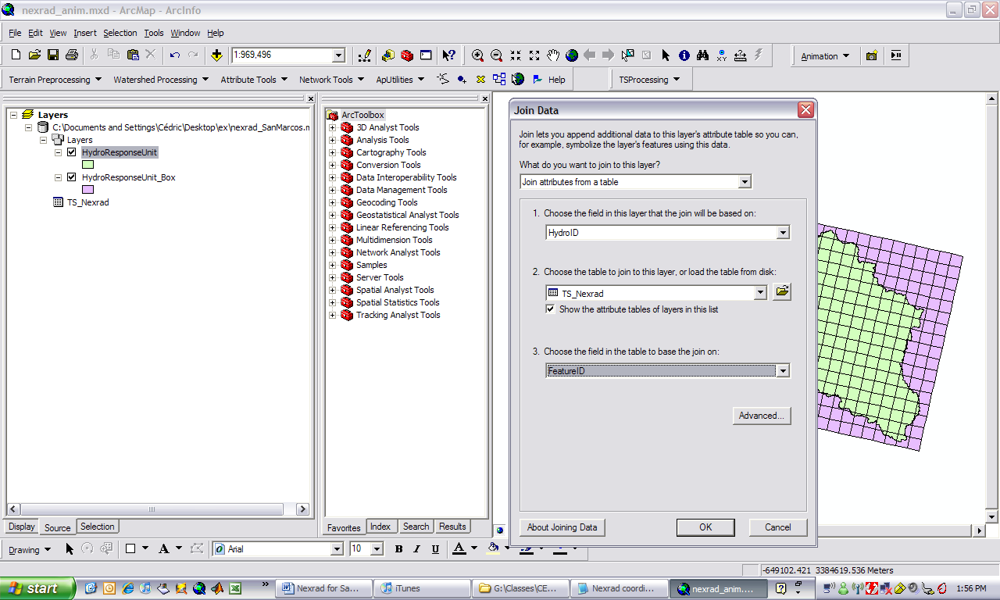 nexrad_anim.mxd - ArcMap - ArcInfo
File Edit View Insert Selection Tools Window Help
1:969,496
Animation
Terrain Preprocessing Watershed Processing Attribute Tools Network Tools ApUtilities Help TSProcessing
Layers
C:\Documents and Settings\Cédric\Desktop\ex\nexrad_SanMarcos.m
Layers
HydroResponseUnit
HydroResponseUnit_Box
TS_Nexrad
Display Source Selection
ArcToolbox
3D Analyst Tools
Analysis Tools
Cartography Tools
Conversion Tools
Data Interoperability Tools
Data Management Tools
Geocoding Tools
Geostatistical Analyst Tools
Linear Referencing Tools
Multidimension Tools
Network Analyst Tools
Samples
Server Tools
Spatial Analyst Tools
Spatial Statistics Tools
Tracking Analyst Tools
Favorites Index Search Results
Join Data
Join lets you append additional data to this layer's attribute table so you can,
for example, symbolize the layer's features using this data.
What do you want to join to this layer?
Join attributes from a table
1. Choose the field in this layer that the join will be based on:
HydroID
2. Choose the table to join to this layer, or load the table from disk:
TS_Nexrad
Show the attribute tables of layers in this list
3. Choose the field in the table to base the join on:
FeatureID
Advanced...
About Joining Data OK Cancel
Drawing A Arial 10 B I U A
-649102.421 3384619.536 Meters
start » Nexrad for Sa... iTunes G:\Classes\CE... Nexrad coordi... nexrad_anim.... 1:56 PM